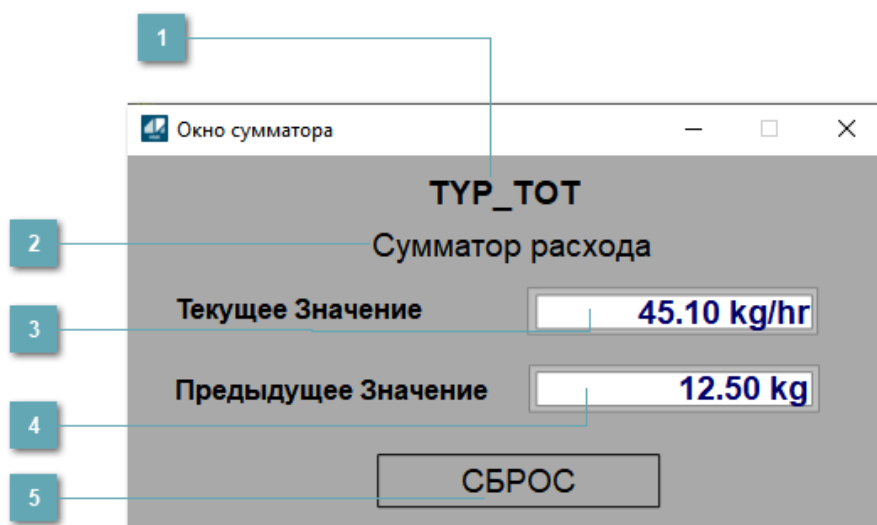 1
Окно сумматора
TYP_TOT
2
Сумматор расхода
Текущее Значение 45.10 kg/hr
3
Предыдущее Значение 12.50 kg
4
СБРОС
5